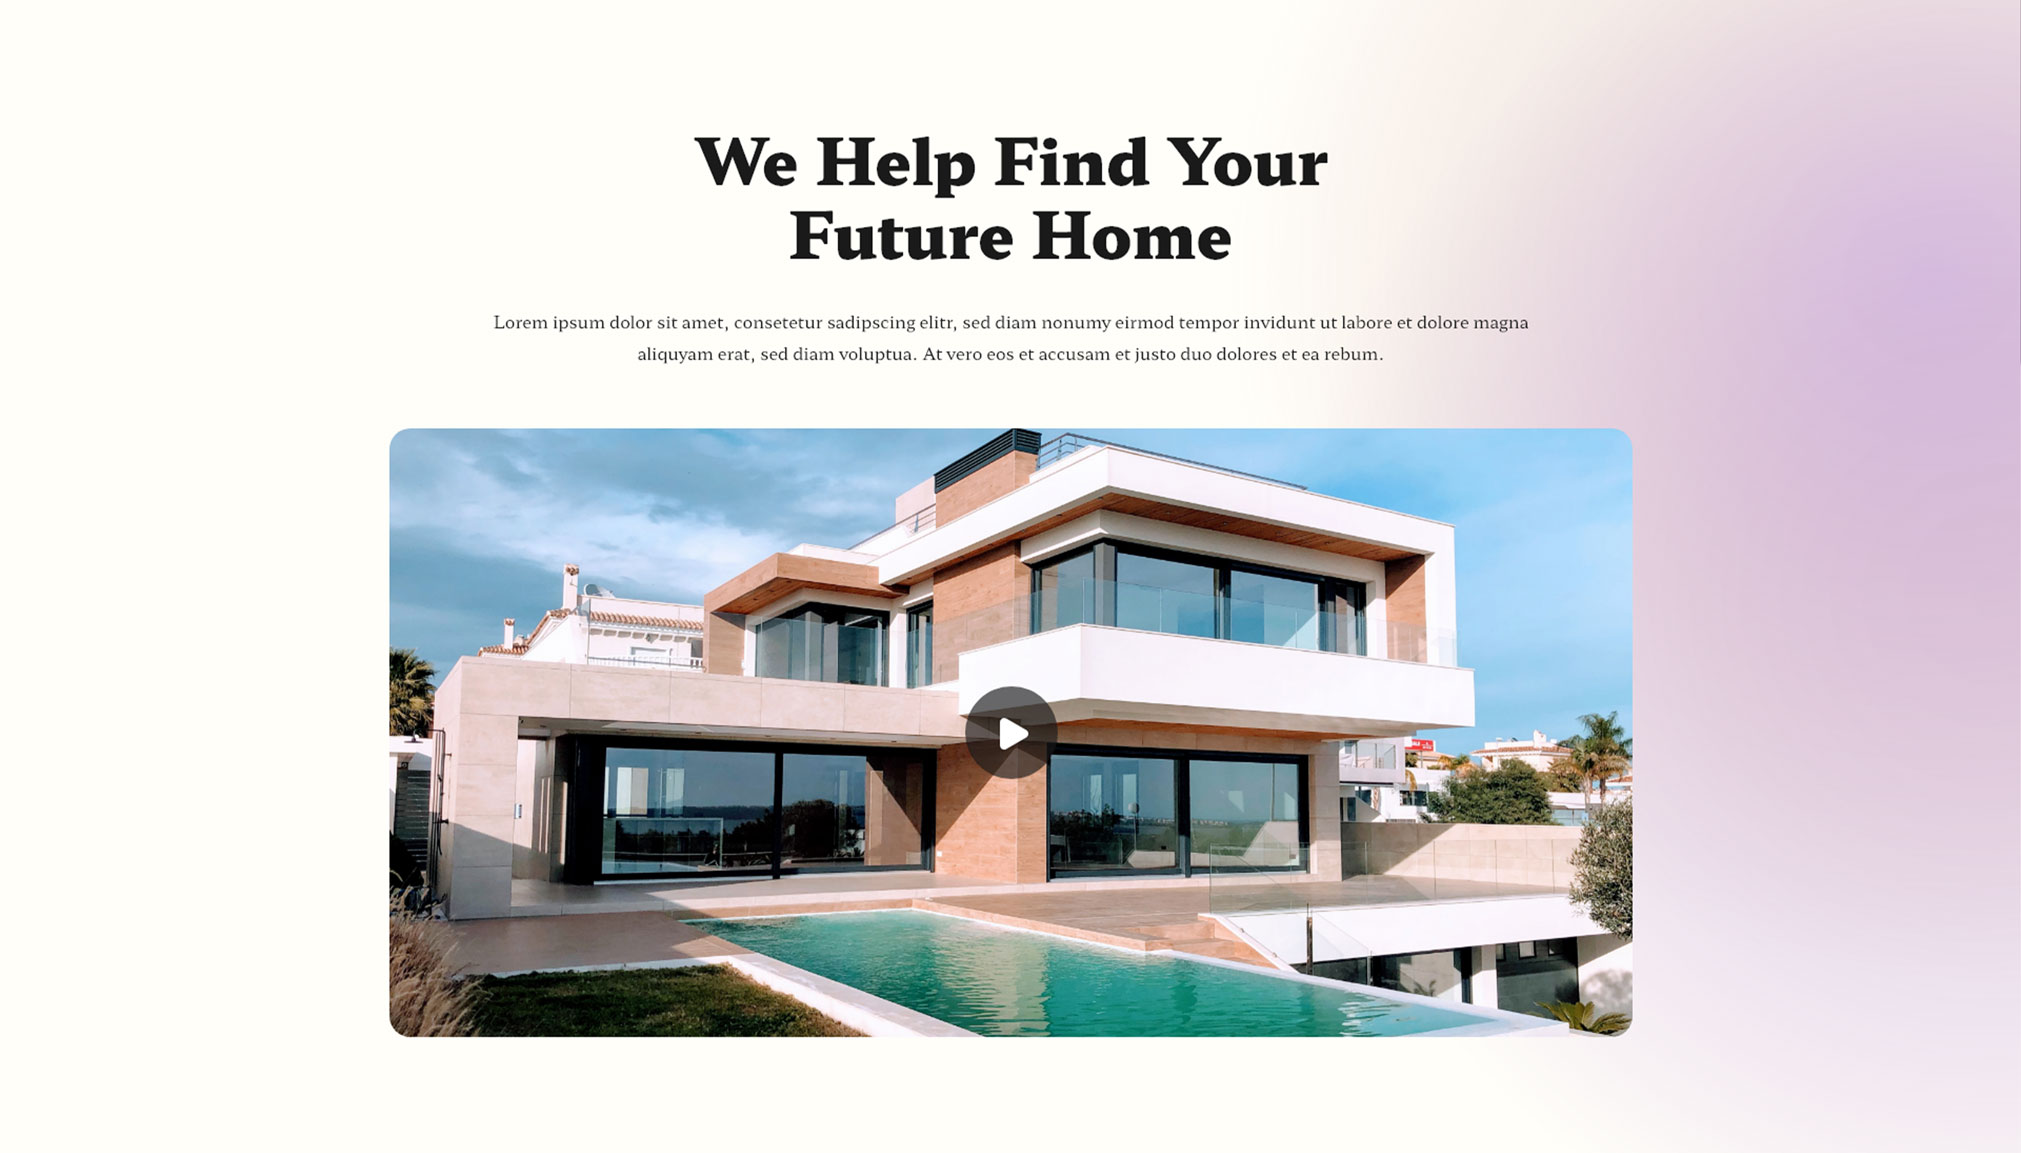 We Help Find Your
Future Home
Lorem ipsum dolor sit amet, consetetur sadipscing elitr, sed diam nonumy eirmod tempor invidunt ut labore et dolore magna
aliquyam erat, sed diam voluptua. At vero eos et accusam et justo duo dolores et ea rebum.